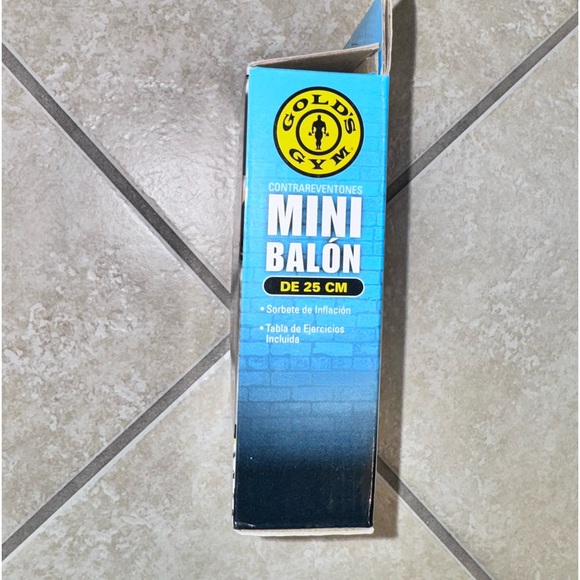 GOLD'S
GYM
CONTRAREVENTONES
MINI
BALÓN
DE 25 CM
• Sorbete de Inflación
• Tabla de Ejercicios
Incluida